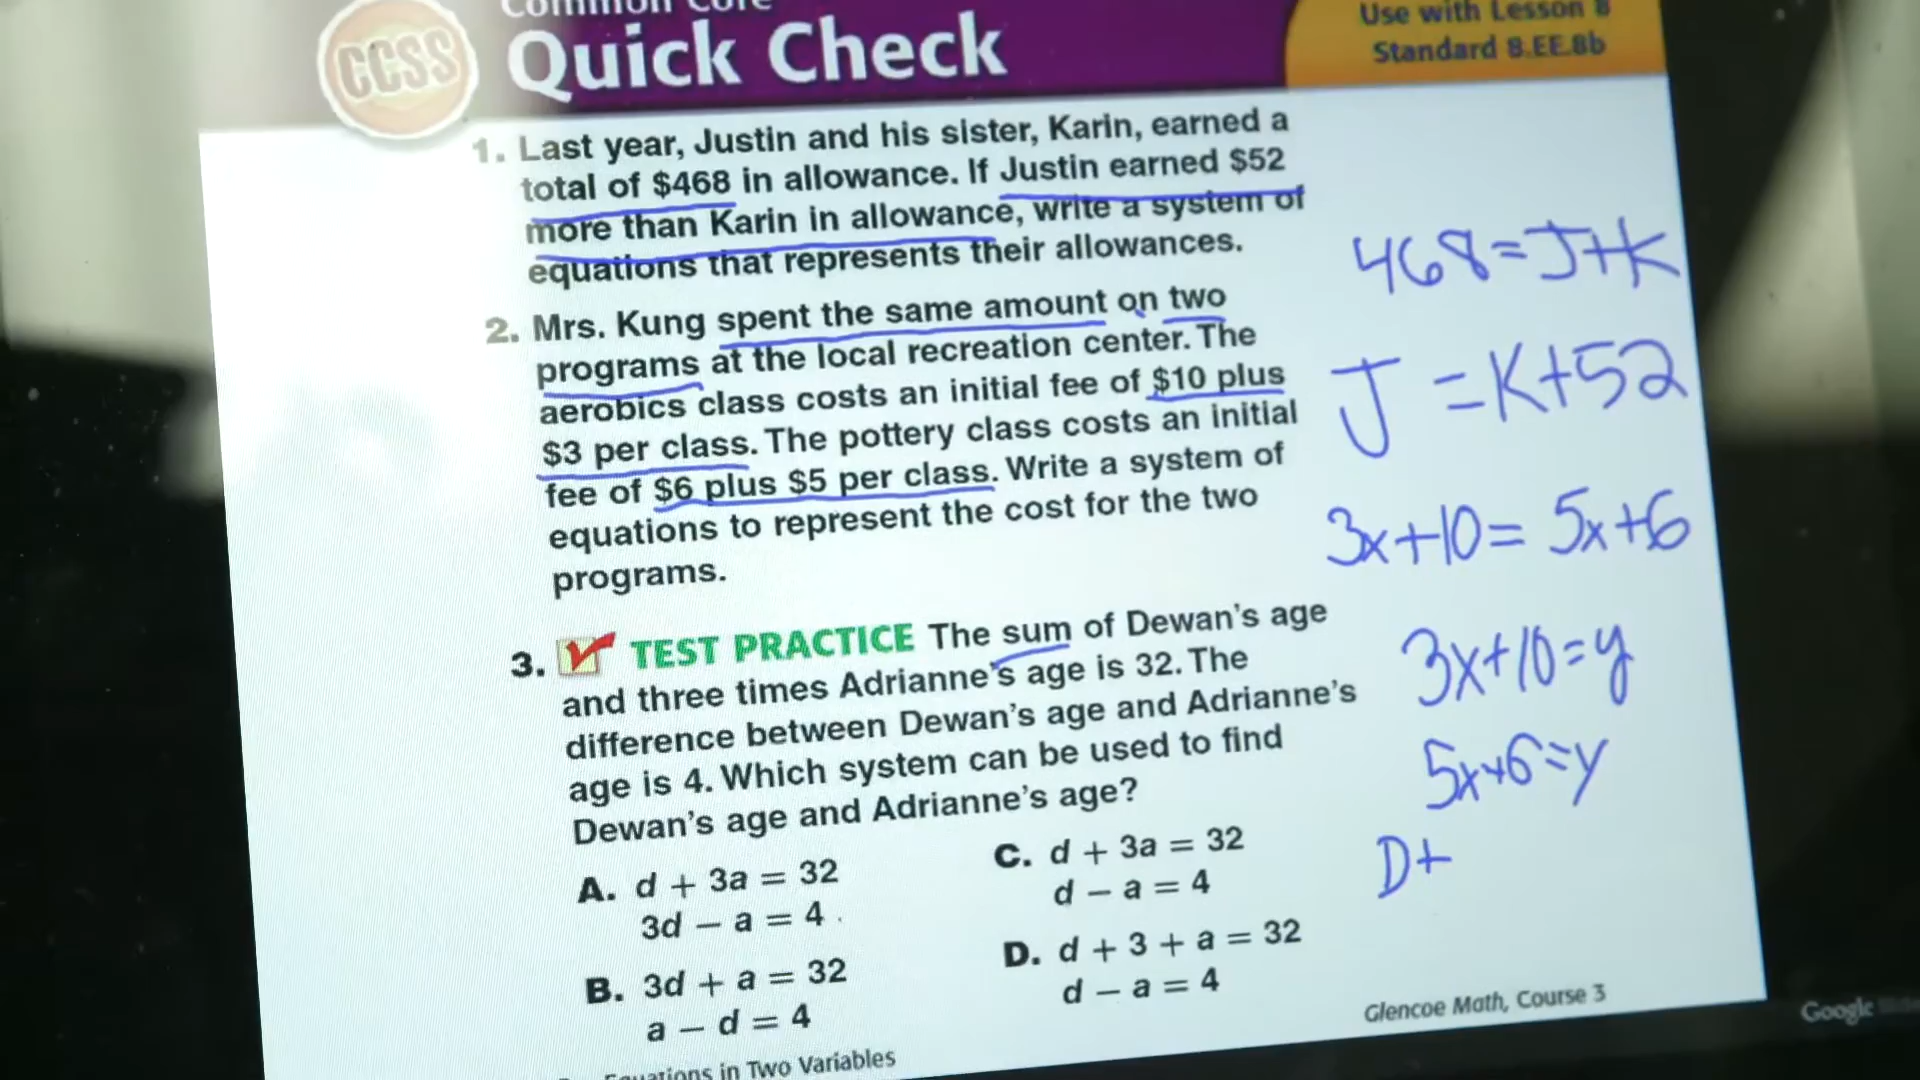 Common Core
CCSS
Quick Check
Use with Lesson 8
Standard 8.EE.8b
1. Last year, Justin and his sister, Karin, earned a
total of $468 in allowance. If Justin earned $52
more than Karin in allowance, write a system of
equations that represents their allowances.
468=J+K
J=K+52
2. Mrs. Kung spent the same amount on two
programs at the local recreation center. The
aerobics class costs an initial fee of $10 plus
$3 per class. The pottery class costs an initial
fee of $6 plus $5 per class. Write a system of
equations to represent the cost for the two
programs.
3x+10=5x+6
3x+10=y
5x+6=y
3. TEST PRACTICE The sum of Dewan's age
and three times Adrianne's age is 32. The
difference between Dewan's age and Adrianne's
age is 4. Which system can be used to find
Dewan's age and Adrianne's age?
D+
A. d + 3a = 32
3d − a = 4
B. 3d + a = 32
a − d = 4
C. d + 3a = 32
d − a = 4
D. d + 3 + a = 32
d − a = 4
Glencoe Math, Course 3
Equations in Two Variables
Google